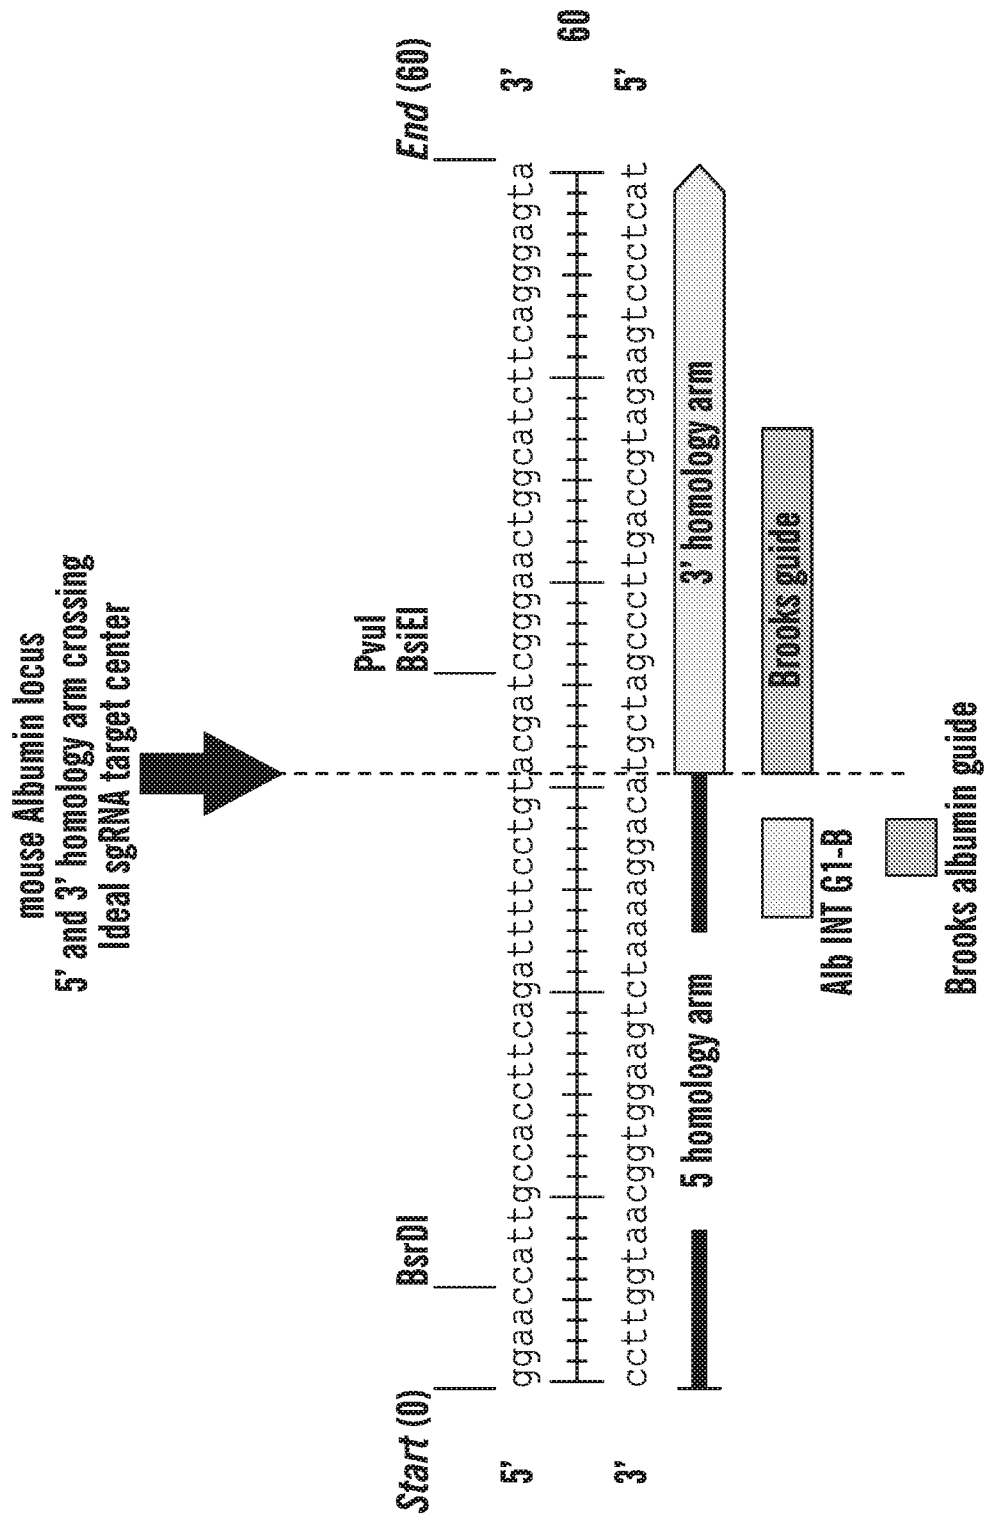 mouse Albumin locus
5' and 3' homology arm crossing
Ideal sgRNA target center
Start (0)
BsrDI
PvuI
BsiEI
End (60)
5' ggaaccattgccaccttcagattttcctgtacgatcgggaactggcatcttcagggagta 3'
60
3' ccttggtaacggtggaagtctaaaaggacatgctagcccttgaccgtagaagtccctcat 5'
5 homology arm 3' homology arm
Brooks guide
Alb INT G1-B
Brooks albumin guide